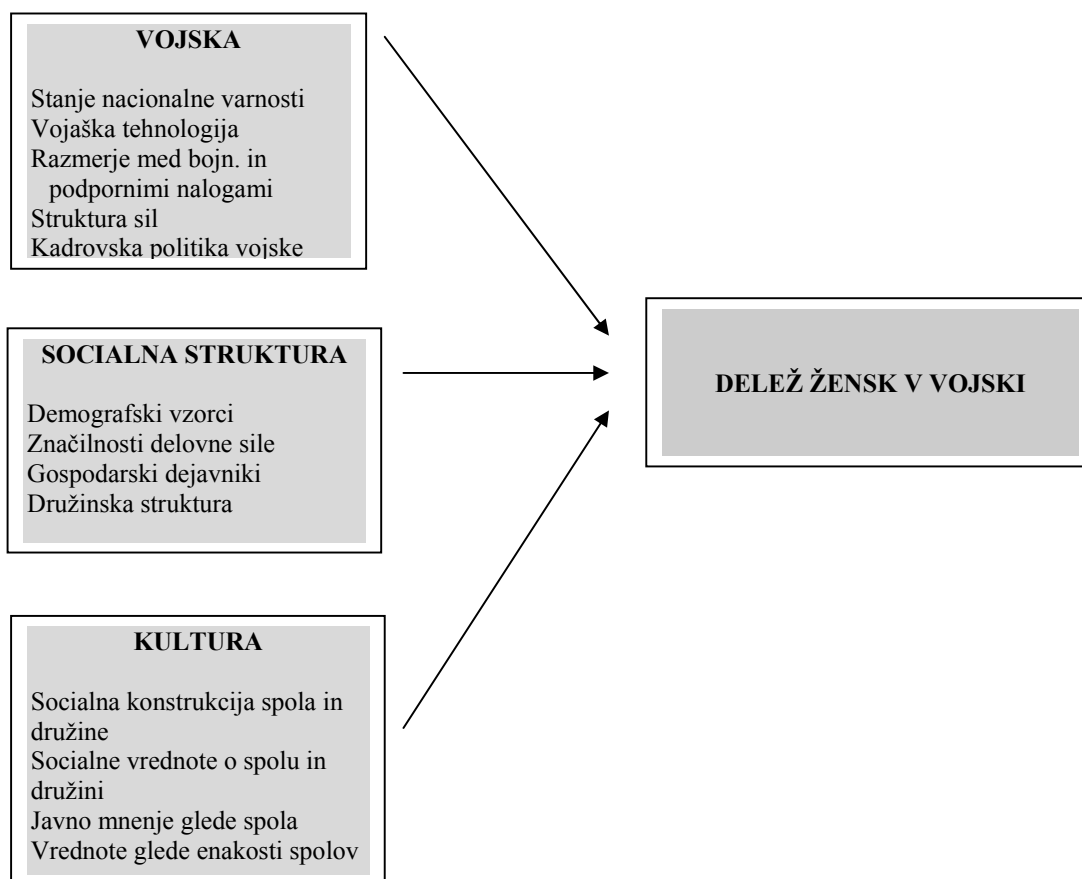 VOJSKA
Stanje nacionalne varnosti
Vojaška tehnologija
Razmerje med bojn. in
podpornimi nalogami
Struktura sil
Kadrovska politika vojske
SOCIALNA STRUKTURA
Demografski vzorci
Značilnosti delovne sile
Gospodarski dejavniki
Družinska struktura
KULTURA
Socialna konstrukcija spola in
družine
Socialne vrednote o spolu in
družini
Javno mnenje glede spola
Vrednote glede enakosti spolov
DELEŽ ŽENSK V VOJSKI